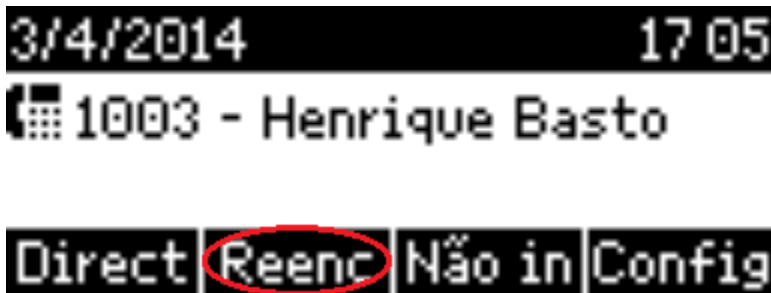 3/4/2014 17 05
1003 - Henrique Basto
Direct Reenc Não in Config